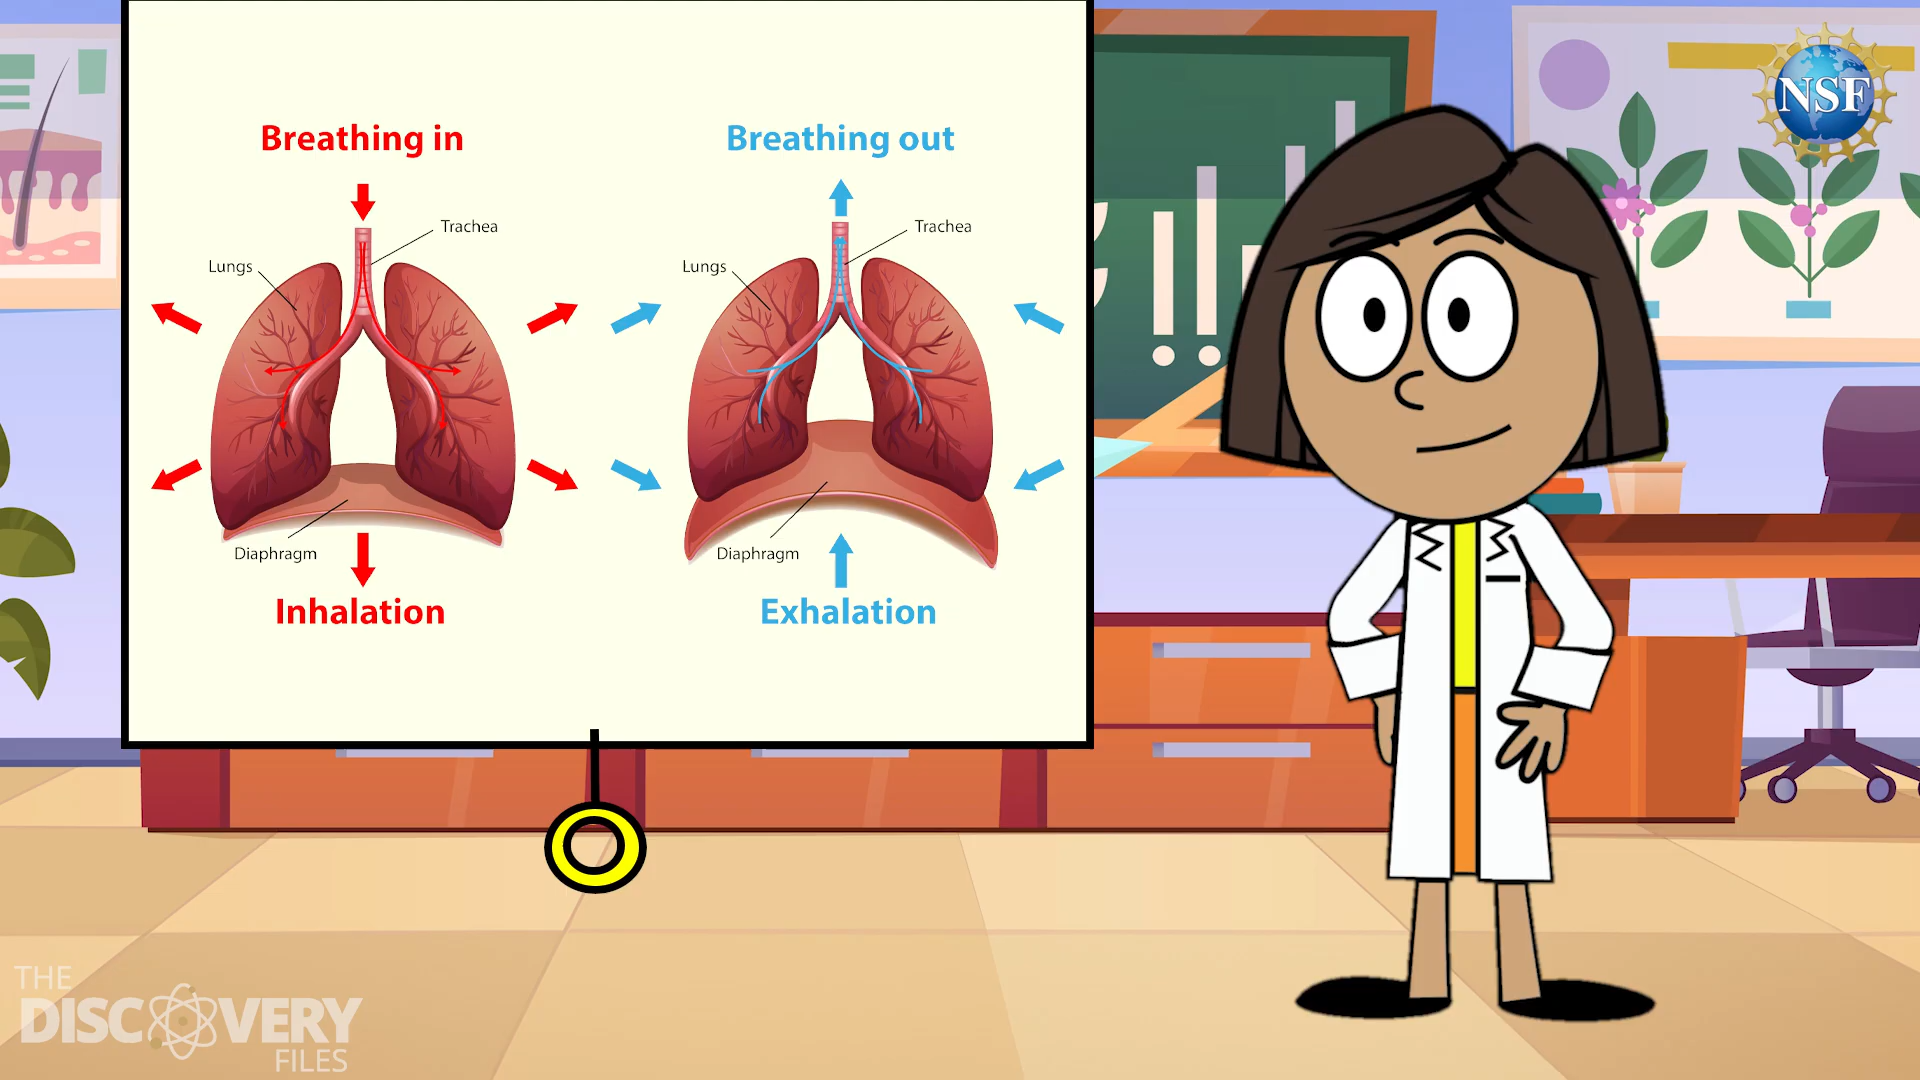 Breathing in
Trachea
Lungs
Diaphragm
Inhalation
Breathing out
Trachea
Lungs
Diaphragm
Exhalation
NSF
THE
DISCOVERY
FILES